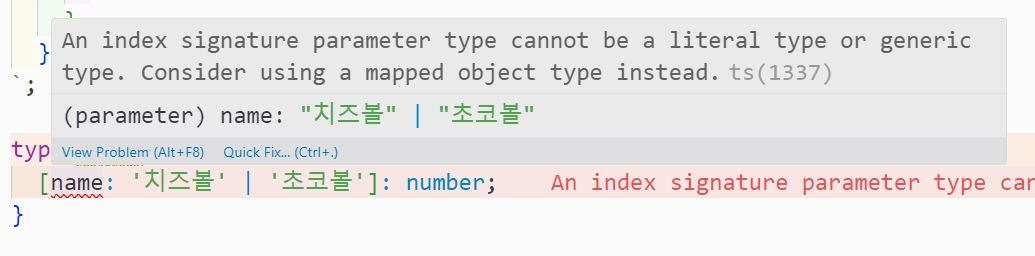 }
An index signature parameter type cannot be a literal type or generic
type. Consider using a mapped object type instead. ts(1337)
}
`;
(parameter) name: "치즈볼" | "초코볼"
View Problem (Alt+F8) Quick Fix... (Ctrl+.)
typ
[name: '치즈볼' | '초코볼']: number; An index signature parameter type can
}